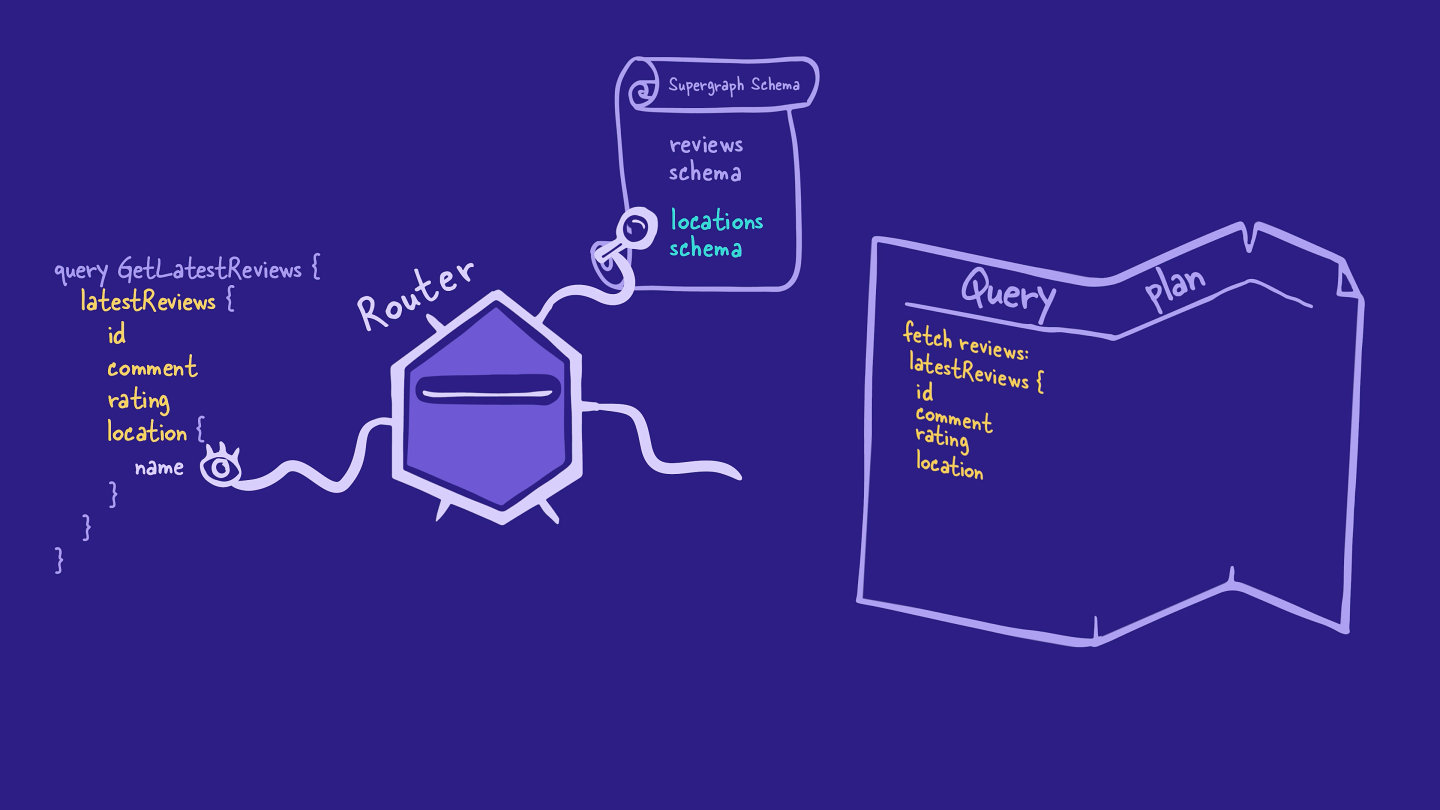 query GetLatestReviews {
latestReviews {
id
comment
rating
location {
name
}
}
}
Router
Supergraph Schema
reviews
schema
locations
schema
Query plan
fetch reviews:
latestReviews {
id
comment
rating
location